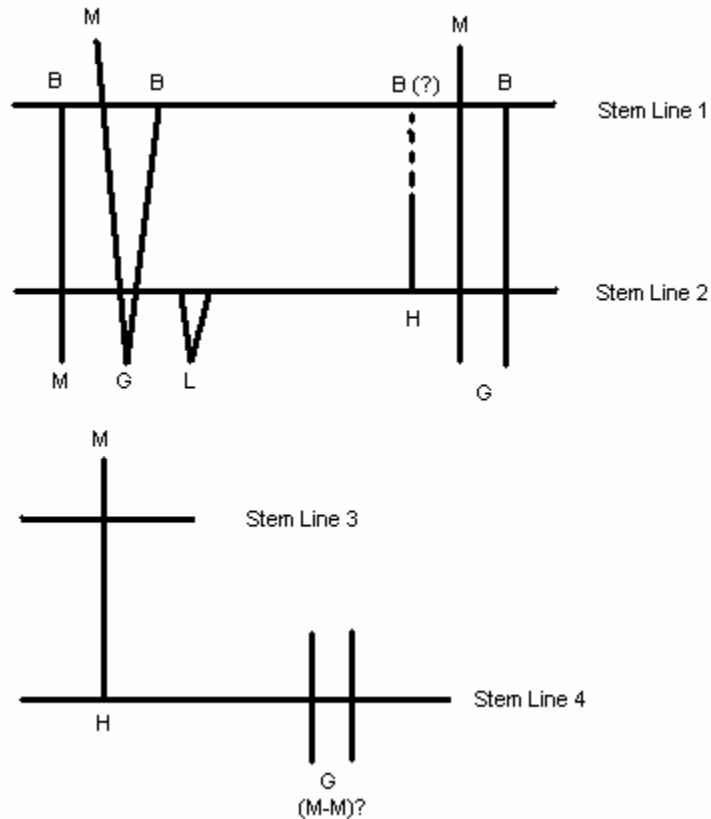 M M
B B B (?) B
Stem Line 1
Stem Line 2
H
M G L G
M
Stem Line 3
Stem Line 4
H
G
(M-M)?